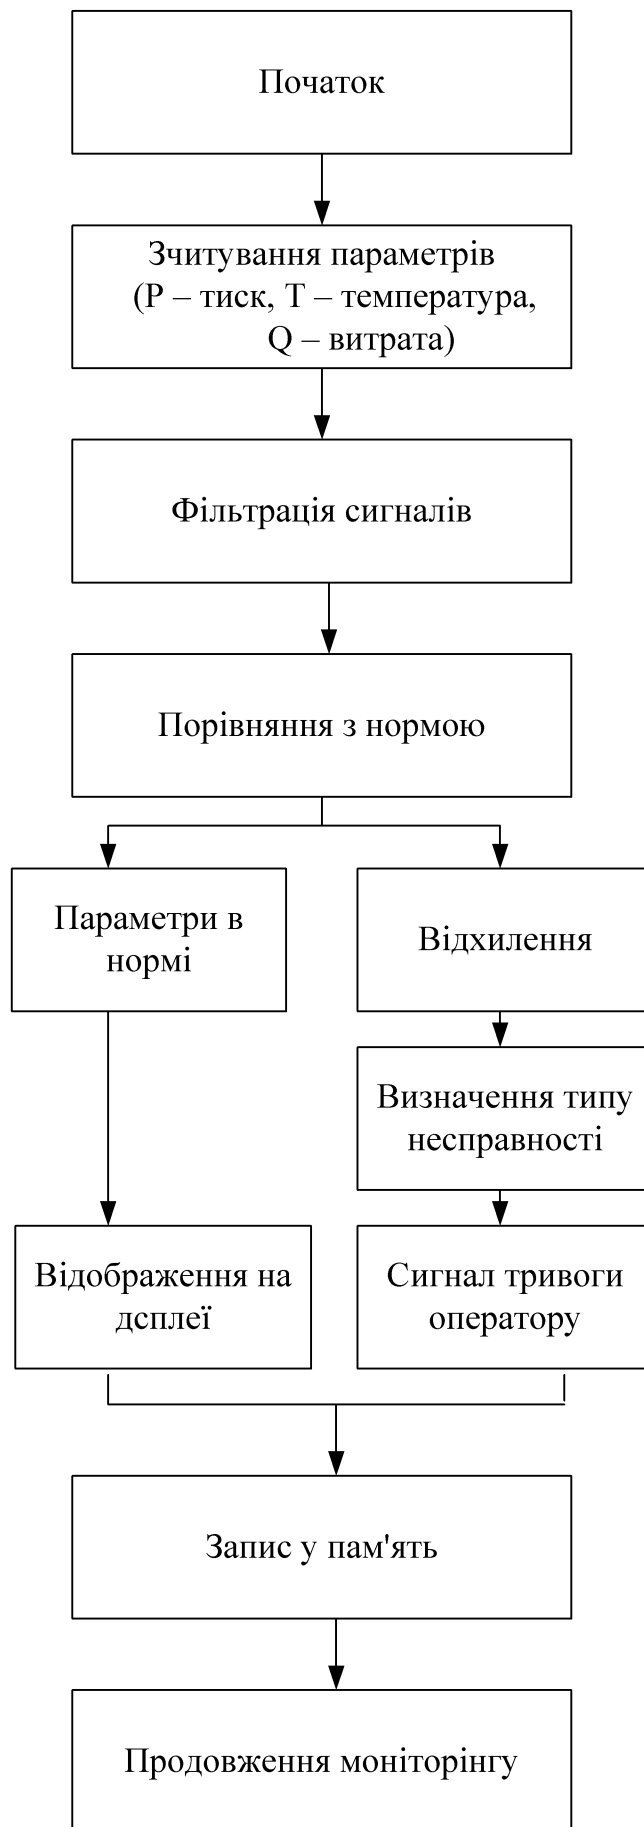 Початок
Зчитування параметрів
(P – тиск, T – температура,
Q – витрата)
Фільтрація сигналів
Порівняння з нормою
Параметри в
нормі
Відхилення
Визначення типу
несправності
Відображення на
дсплеї
Сигнал тривоги
оператору
Запис у пам'ять
Продовження моніторінгу